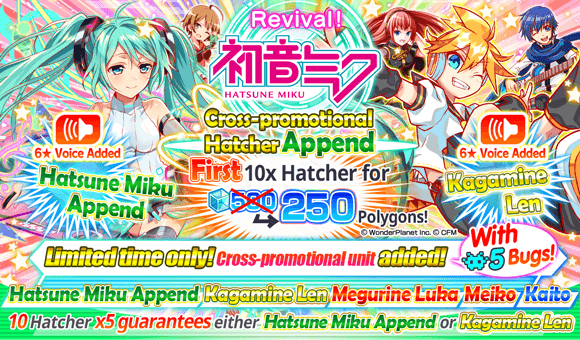 Revival!
初音ミク
HATSUNE MIKU
Cross-promotional
Hatcher Append
First 10x Hatcher for
500 250
Polygons!
© WonderPlanet Inc. © CFM
6★ Voice Added
Hatsune Miku
Append
6★ Voice Added
Kagamine
Len
Limited time only! Cross-promotional unit added!
With
5
Bugs!
Hatsune Miku Append Kagamine Len Megurine Luka Meiko Kaito
10 Hatcher x5 guarantees either Hatsune Miku Append or Kagamine Len